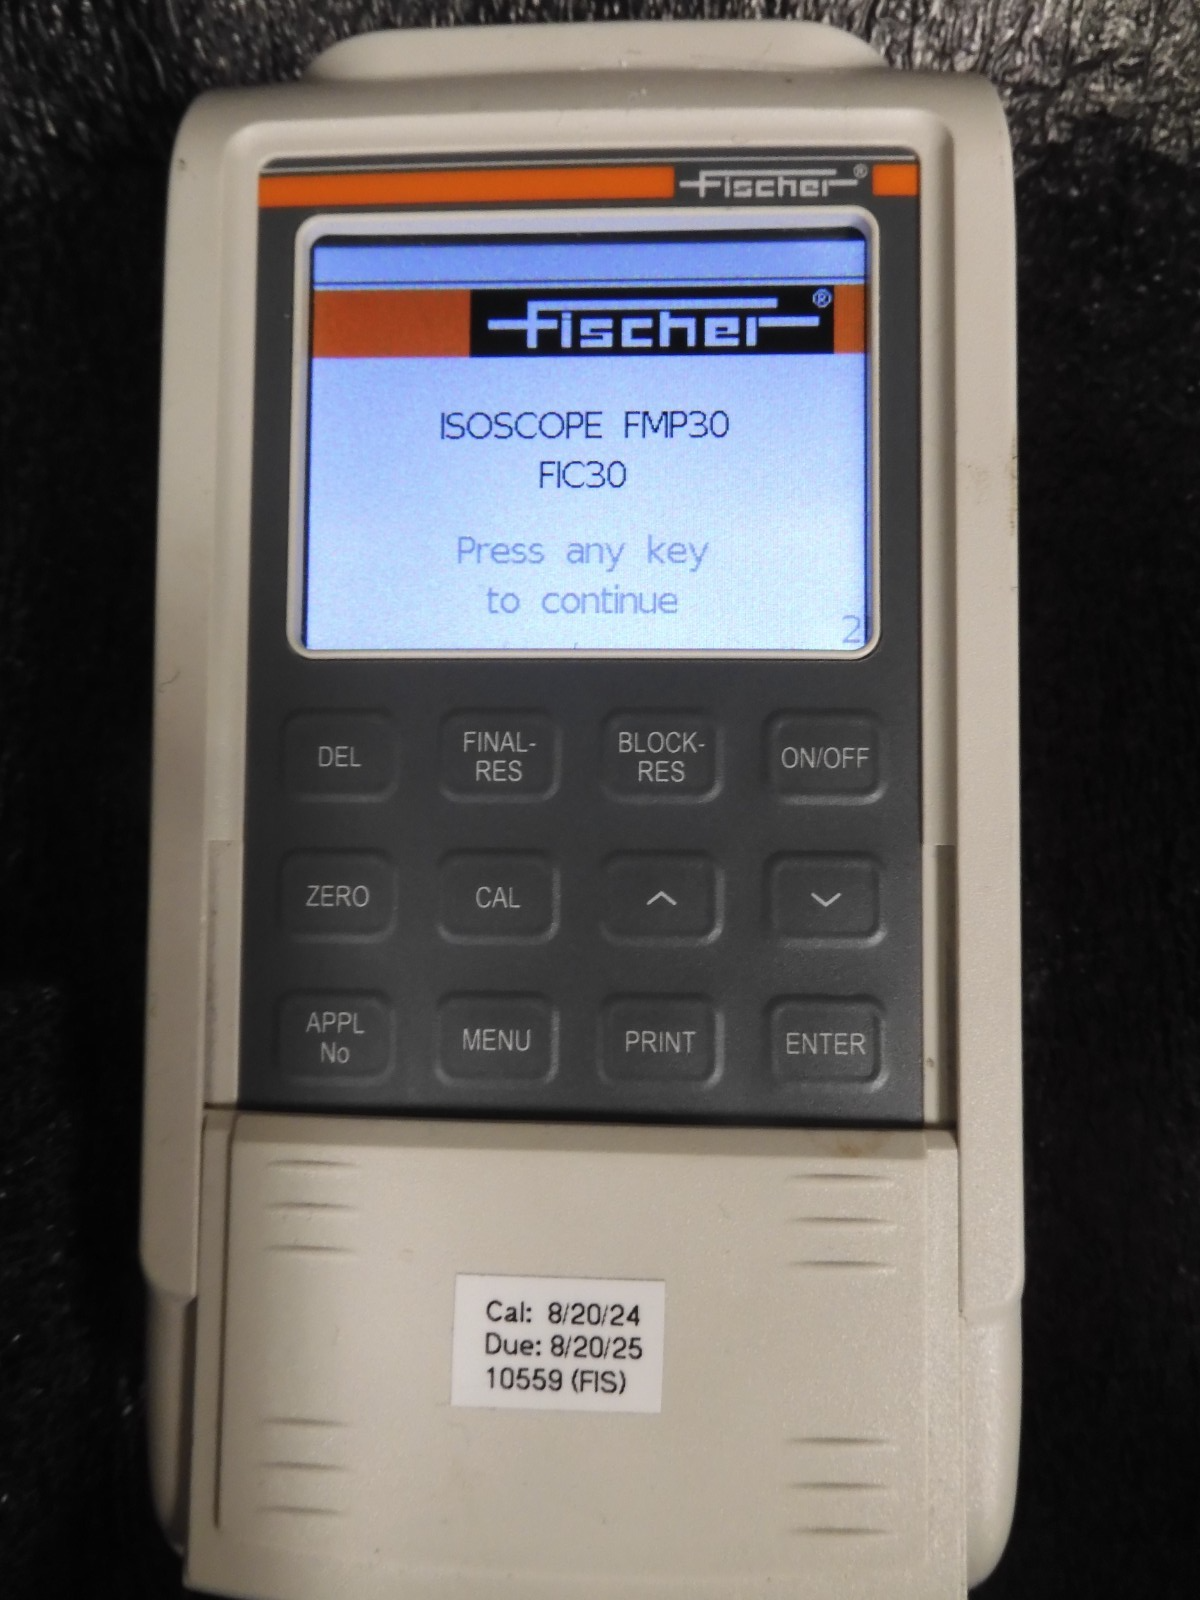 Fischer®
Fischer®
ISOSCOPE FMP30
FIC30
Press any key
to continue
2
DEL
FINAL-
RES
BLOCK-
RES
ON/OFF
ZERO
CAL
APPL
No
MENU
PRINT
ENTER
Cal: 8/20/24
Due: 8/20/25
10559 (FIS)